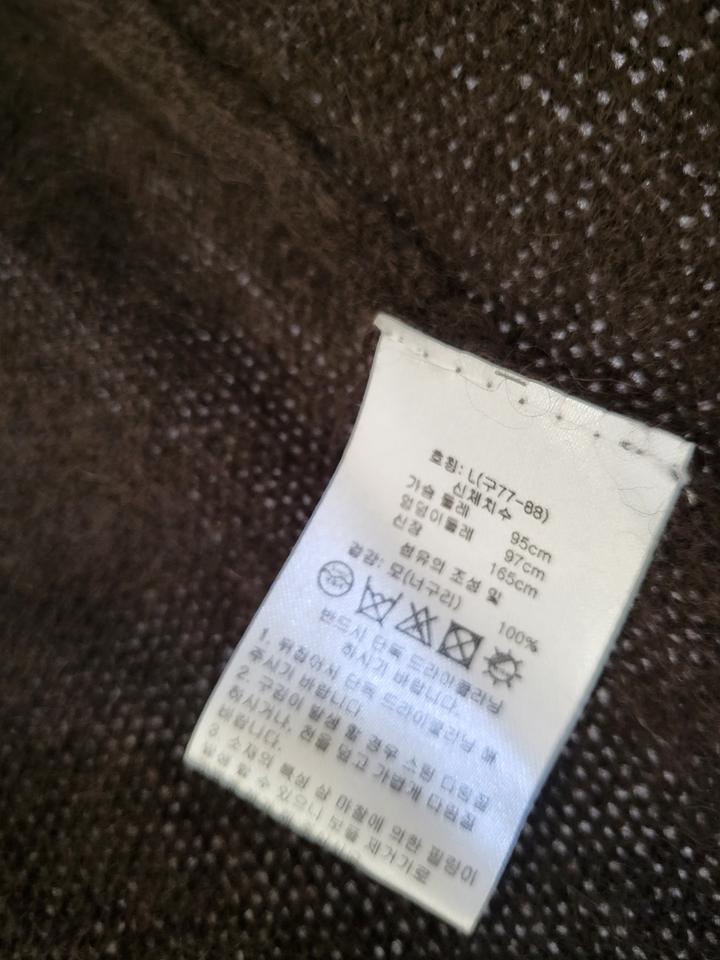 호칭: L(구77-88)
신체치수
가슴 둘레 95cm
엉덩이둘레 97cm
신장 165cm
섬유의 조성 및
겉감: 모(너구리) 100%
반드시 단독 드라이클리닝
하시기 바랍니다.
1. 뒤집어서 단독 드라이클리닝 해
주시기 바랍니다.
2. 구김이 발생 할 경우 스팀 다림질
하시거나, 천을 덮고 가볍게 다림질
바랍니다.
3. 소재의 특성 상 마찰에 의한 필링이
발생 할 수 있으니 보풀 제거기로